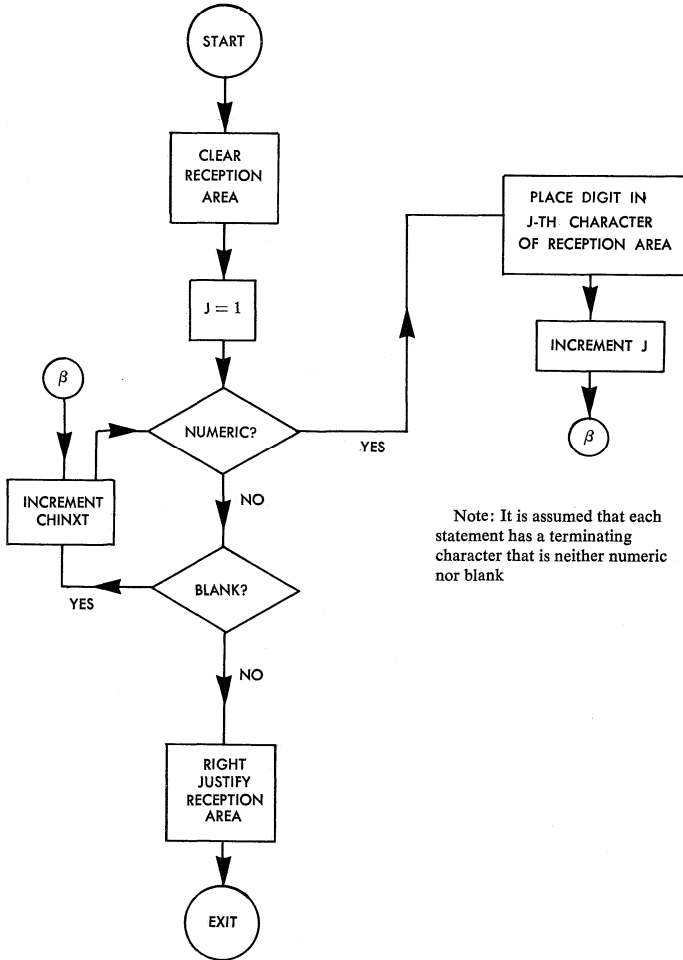 START
CLEAR
RECEPTION
AREA
J = 1
β
NUMERIC?
YES
INCREMENT
CHINXT
NO
BLANK?
YES
NO
RIGHT
JUSTIFY
RECEPTION
AREA
EXIT
PLACE DIGIT IN
J-TH CHARACTER
OF RECEPTION AREA
INCREMENT J
β
Note: It is assumed that each
statement has a terminating
character that is neither numeric
nor blank